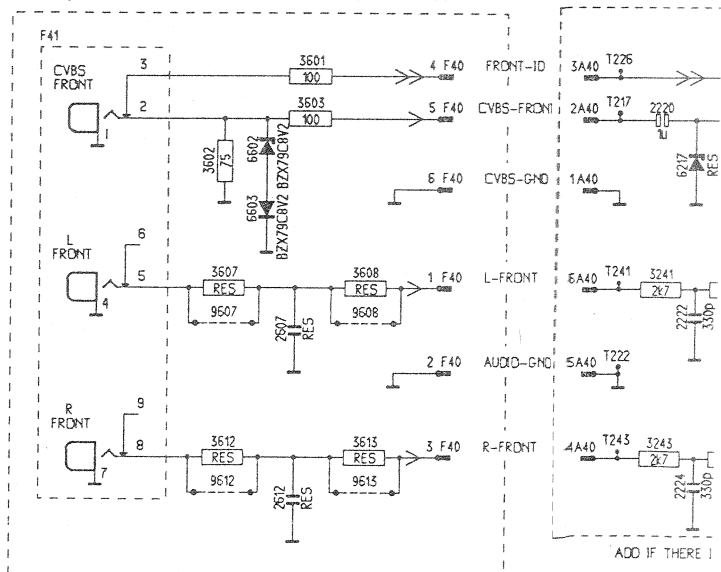 F41
CVBS
FRONT
3
3601
100
4 F40
FRONT-ID
3A40
T226
2
1
3603
100
5 F40
CVBS-FRONT
2A40
T217
2220
1u
3602
75
6602
BZX79C8V2
6603
BZX79C8V2
6217
RES
6 F40
CVBS-GND
1A40
L
FRONT
6
5
4
3607
RES
9607
3608
RES
9608
2607
RES
1 F40
L-FRONT
6A40
T241
3241
2k7
2222
330p
2 F40
AUDIO-GND
5A40
T222
R
FRONT
9
8
7
3612
RES
9612
3613
RES
9613
2612
RES
3 F40
R-FRONT
4A40
T243
3243
2k7
2224
330p
ADD IF THERE